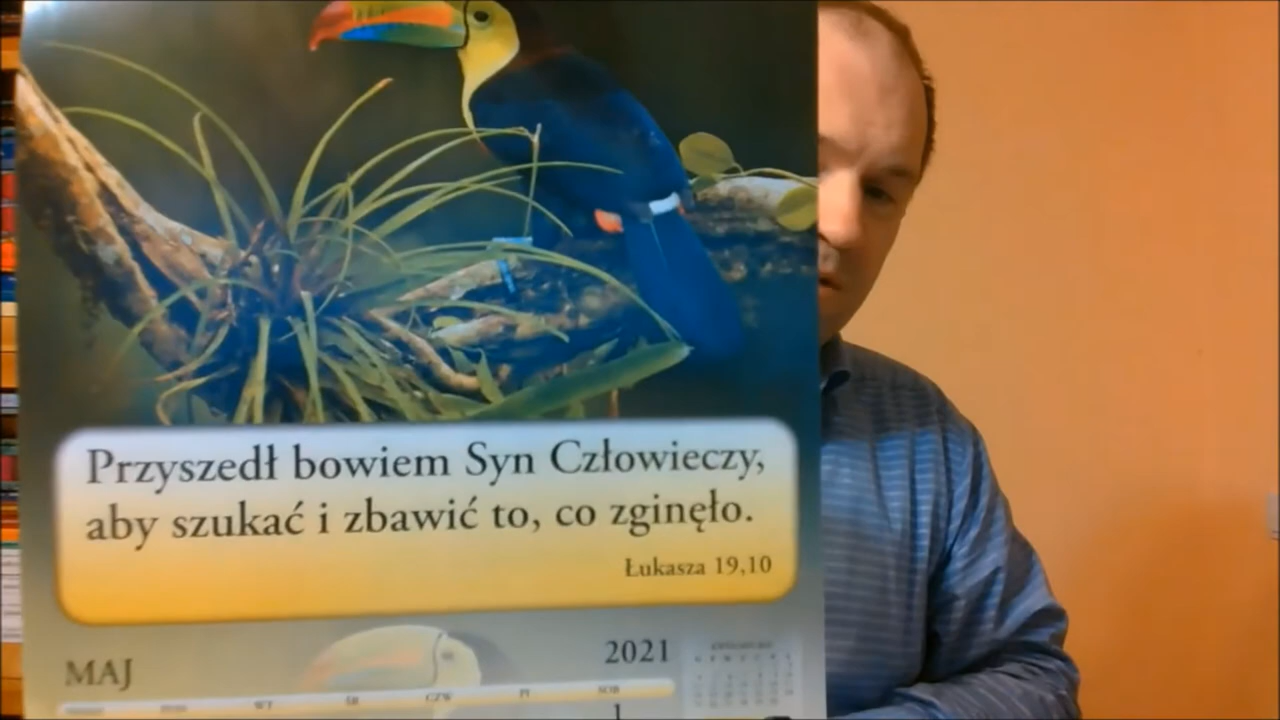 Przyszedł bowiem Syn Człowieczy,
aby szukać i zbawić to, co zginęło.
Łukasza 19,10
MAJ 2021
WT ŚR CZW PI SOB
1